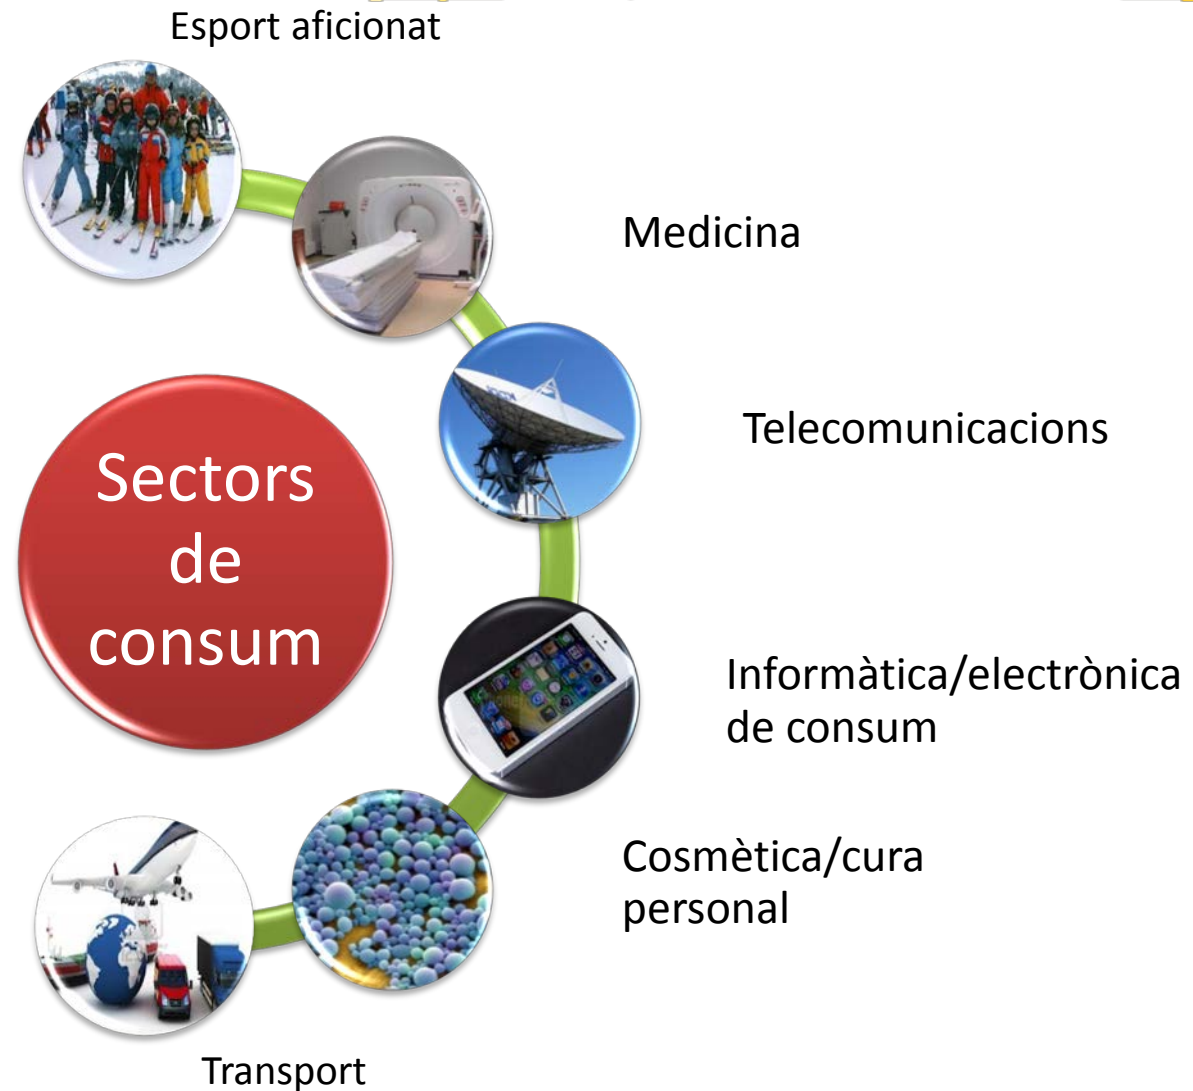 Esport aficionat
Medicina
Telecomunicacions
Sectors
de
consum
Informàtica/electrònica
de consum
Cosmètica/cura
personal
Transport